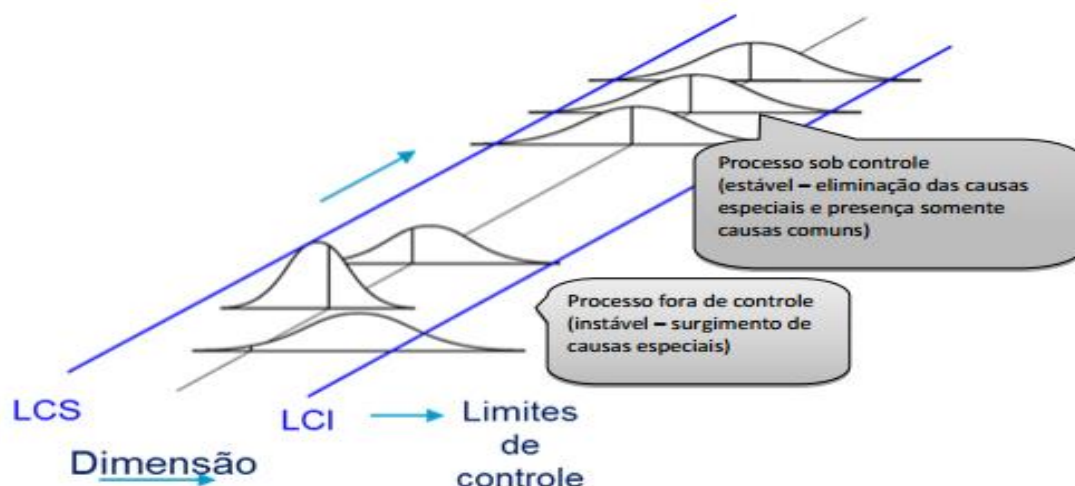 Processo sob controle
(estável – eliminação das causas
especiais e presença somente
causas comuns)
Processo fora de controle
(instável – surgimento de
causas especiais)
LCS
LCI
Limites
de
controle
Dimensão